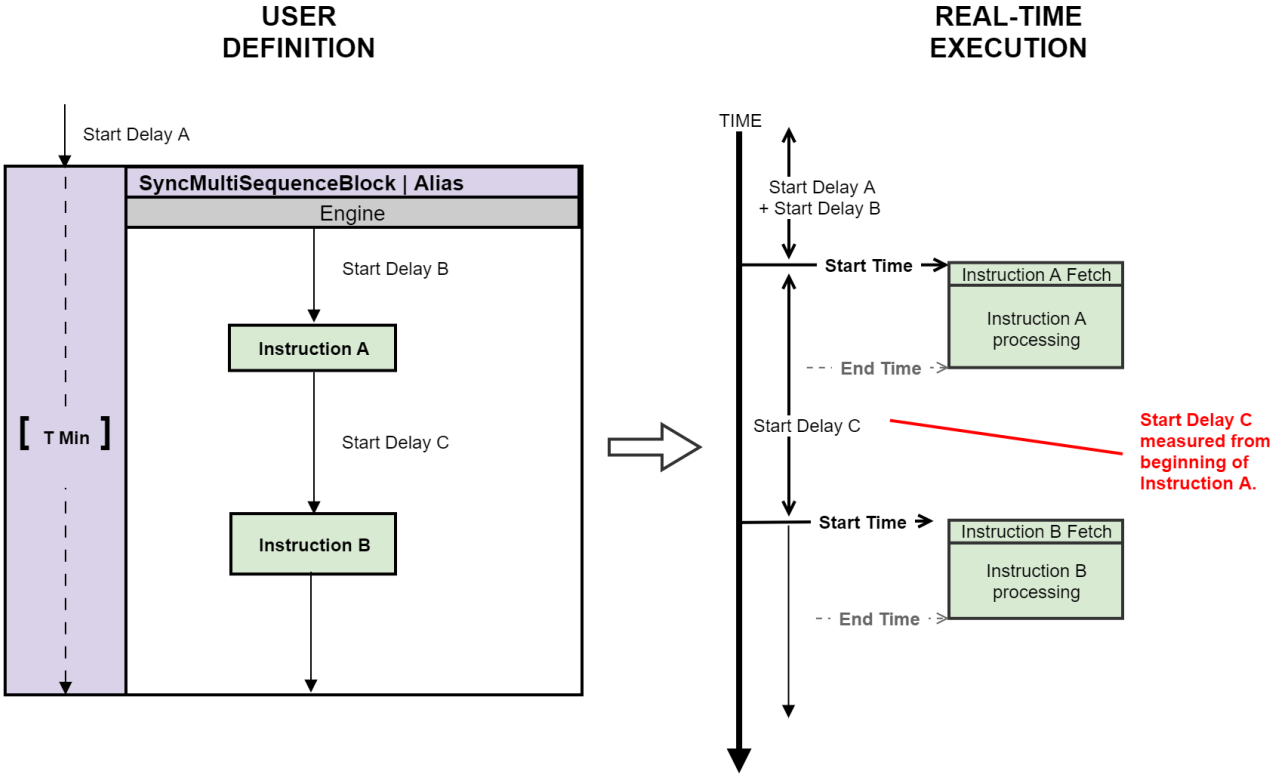 USER
DEFINITION
Start Delay A
SyncMultiSequenceBlock | Alias
Engine
Start Delay B
Instruction A
[ T Min ]
Start Delay C
Instruction B
REAL-TIME
EXECUTION
TIME
Start Delay A
+ Start Delay B
Start Time
Instruction A Fetch
Instruction A
processing
End Time
Start Delay C
Start Delay C
measured from
beginning of
Instruction A.
Start Time
Instruction B Fetch
Instruction B
processing
End Time